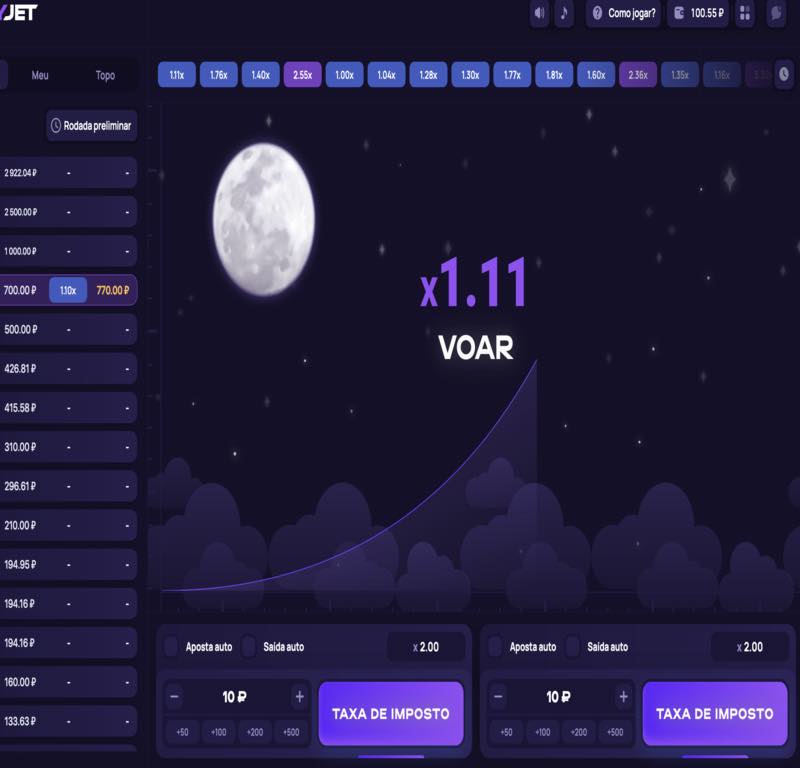 JET
Como jogar?
100.55 ₽
Meu
Topo
1.11x
1.76x
1.40x
2.55x
1.00x
1.04x
1.28x
1.30x
1.77x
1.81x
1.60x
2.36x
1.35x
1.16x
Rodada preliminar
2 922.04 ₽ - -
2 500.00 ₽ - -
1 000.00 ₽ - -
700.00 ₽ 1.10x 770.00 ₽
500.00 ₽ - -
426.81 ₽ - -
415.58 ₽ - -
310.00 ₽ - -
296.61 ₽ - -
210.00 ₽ - -
194.95 ₽ - -
194.16 ₽ - -
194.16 ₽ - -
160.00 ₽ - -
133.63 ₽ - -
x1.11
VOAR
Aposta auto
Saída auto
x 2.00
− 10 ₽ +
TAXA DE IMPOSTO
+50
+100
+200
+500
Aposta auto
Saída auto
x 2.00
− 10 ₽ +
TAXA DE IMPOSTO
+50
+100
+200
+500